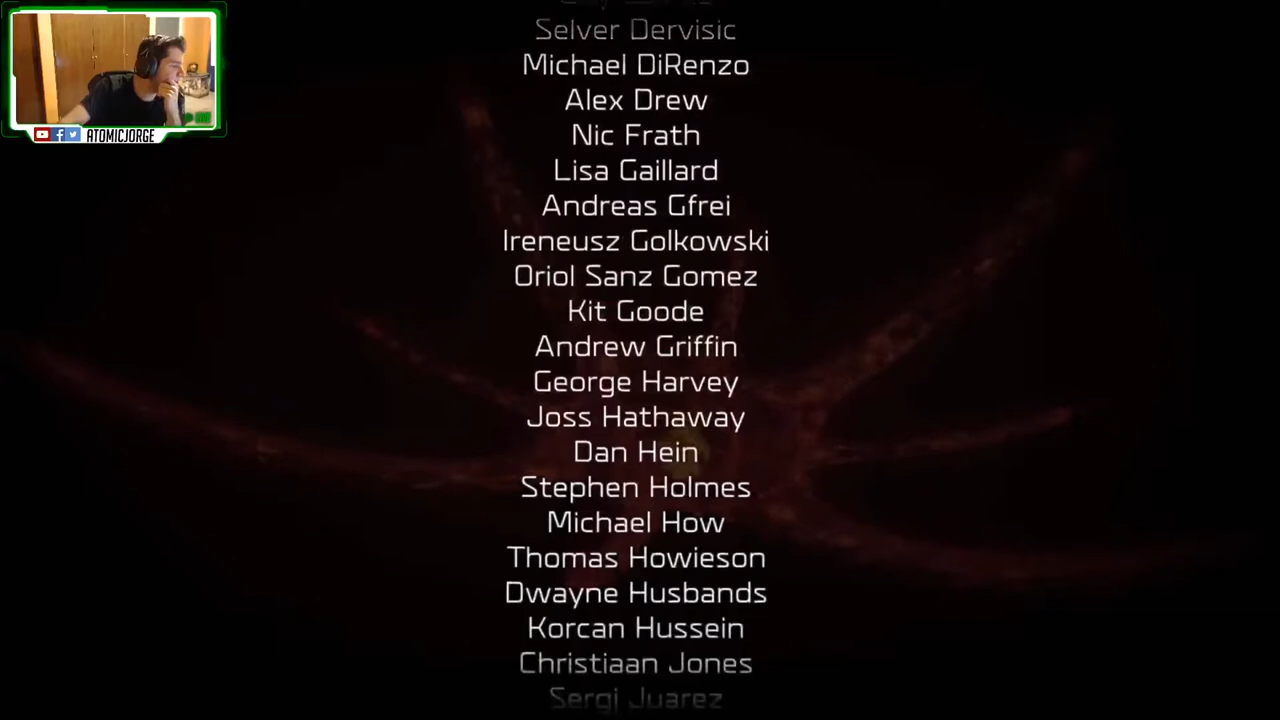 Selver Dervisic
Michael DiRenzo
Alex Drew
Nic Frath
Lisa Gaillard
Andreas Gfrei
Ireneusz Golkowski
Oriol Sanz Gomez
Kit Goode
Andrew Griffin
George Harvey
Joss Hathaway
Dan Hein
Stephen Holmes
Michael How
Thomas Howieson
Dwayne Husbands
Korcan Hussein
Christiaan Jones
Sergj Juarez
ATOMICJORGE